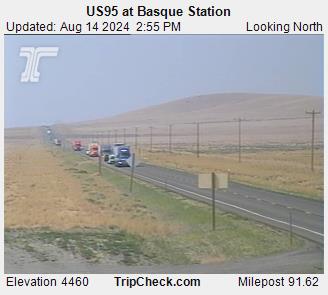 US95 at Basque Station
Updated: Aug 14 2024 2:55 PM Looking North
Elevation 4460 TripCheck.com Milepost 91.62